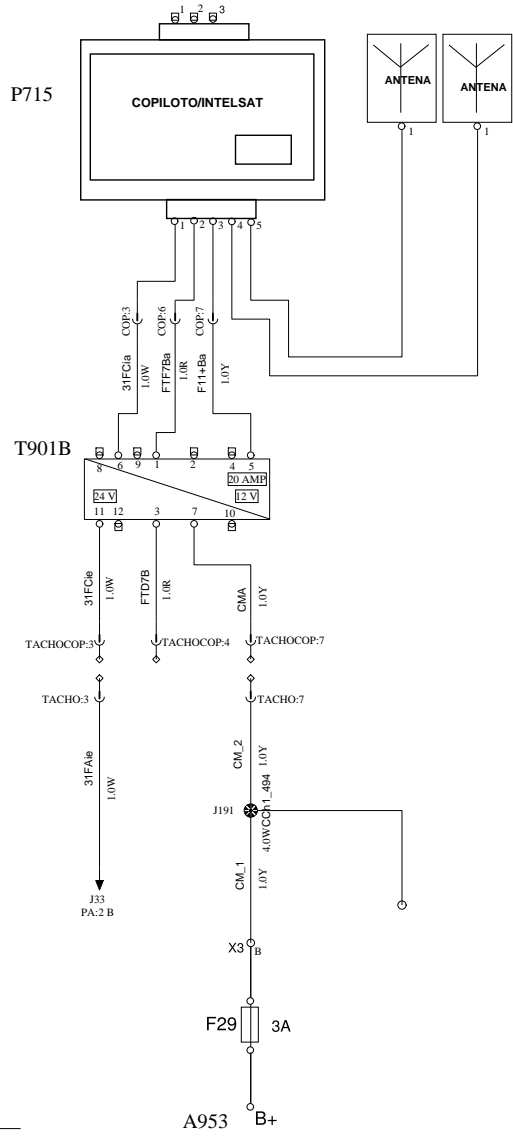 1 2 3
P715
COPILOTO/INTELSAT
ANTENA
ANTENA
1
1
1 2 3 4 5
COP:3
COP:6
COP:7
31FCia
1.0W
FTF7Ba
1.0R
F11+Ba
1.0Y
T901B
8 6 9 1 2 4 5
20 AMP
24 V
12 V
11 12 3 7 10
31FCie
1.0W
FTD7B
1.0R
CMA
1.0Y
TACHOCOP:3
TACHOCOP:4
TACHOCOP:7
TACHO:3
TACHO:7
31FAie
1.0W
CM_2
1.0Y
J191
4.0WCCh1_494
CM_1
1.0Y
J33
PA:2 B
X3
B
F29
3A
A953
B+